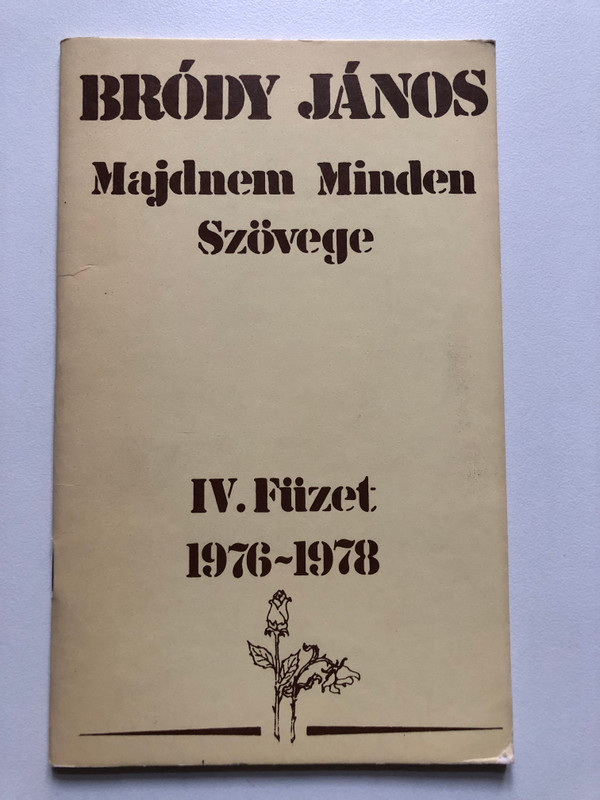 BRÓDY JÁNOS
Majdnem Minden
Szövege
IV. Füzet
1976~1978